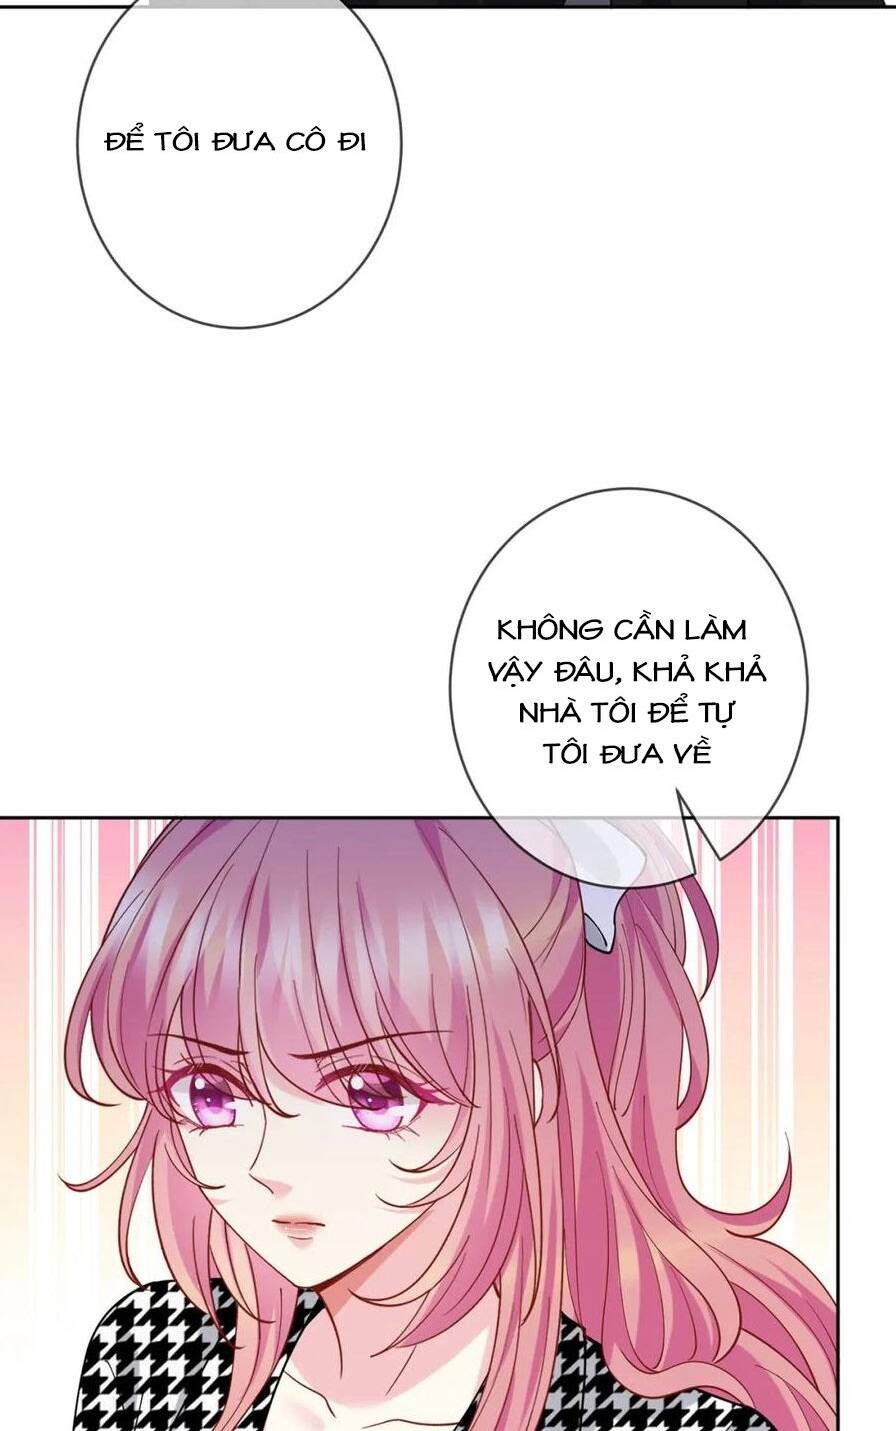 ĐỂ TÔI ĐƯA CÔ ĐI
KHÔNG CẦN LÀM
VẬY ĐÂU, KHẢ KHẢ
NHÀ TÔI ĐỂ TỰ
TÔI ĐƯA VỀ